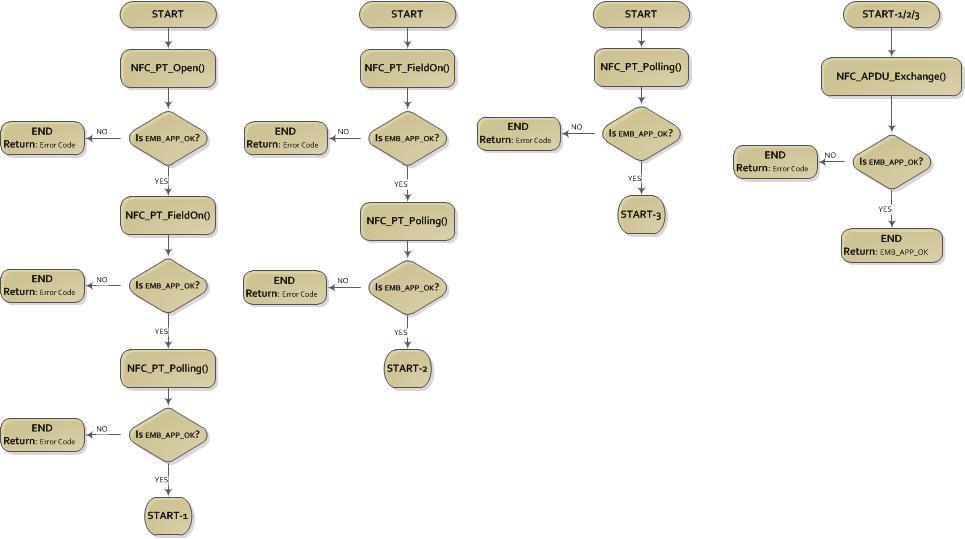 START
NFC_PT_Open()
Is EMB_APP_OK?
NO
END
Return: Error Code
YES
NFC_PT_FieldOn()
Is EMB_APP_OK?
NO
END
Return: Error Code
YES
NFC_PT_Polling()
Is EMB_APP_OK?
NO
END
Return: Error Code
YES
START-1
START
NFC_PT_FieldOn()
Is EMB_APP_OK?
NO
END
Return: Error Code
YES
NFC_PT_Polling()
Is EMB_APP_OK?
NO
END
Return: Error Code
YES
START-2
START
NFC_PT_Polling()
Is EMB_APP_OK?
NO
END
Return: Error Code
YES
START-3
START-1/2/3
NFC_APDU_Exchange()
Is EMB_APP_OK?
NO
END
Return: Error Code
YES
END
Return: EMB_APP_OK